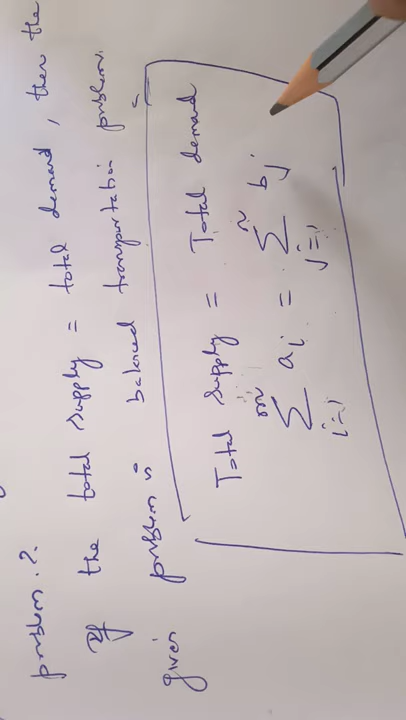 problem.?
If the total supply = total demand, then the
given problem is balanced transportation problem.
Total supply = Total demand
m n
∑ ai = ∑ bj
i=1 j=1